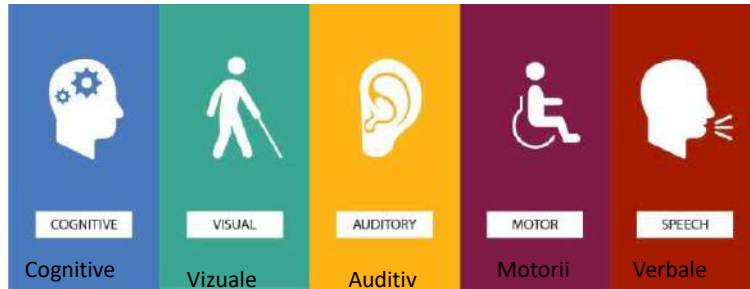 COGNITIVE
VISUAL
AUDITORY
MOTOR
SPEECH
Cognitive
Vizuale
Auditiv
Motorii
Verbale